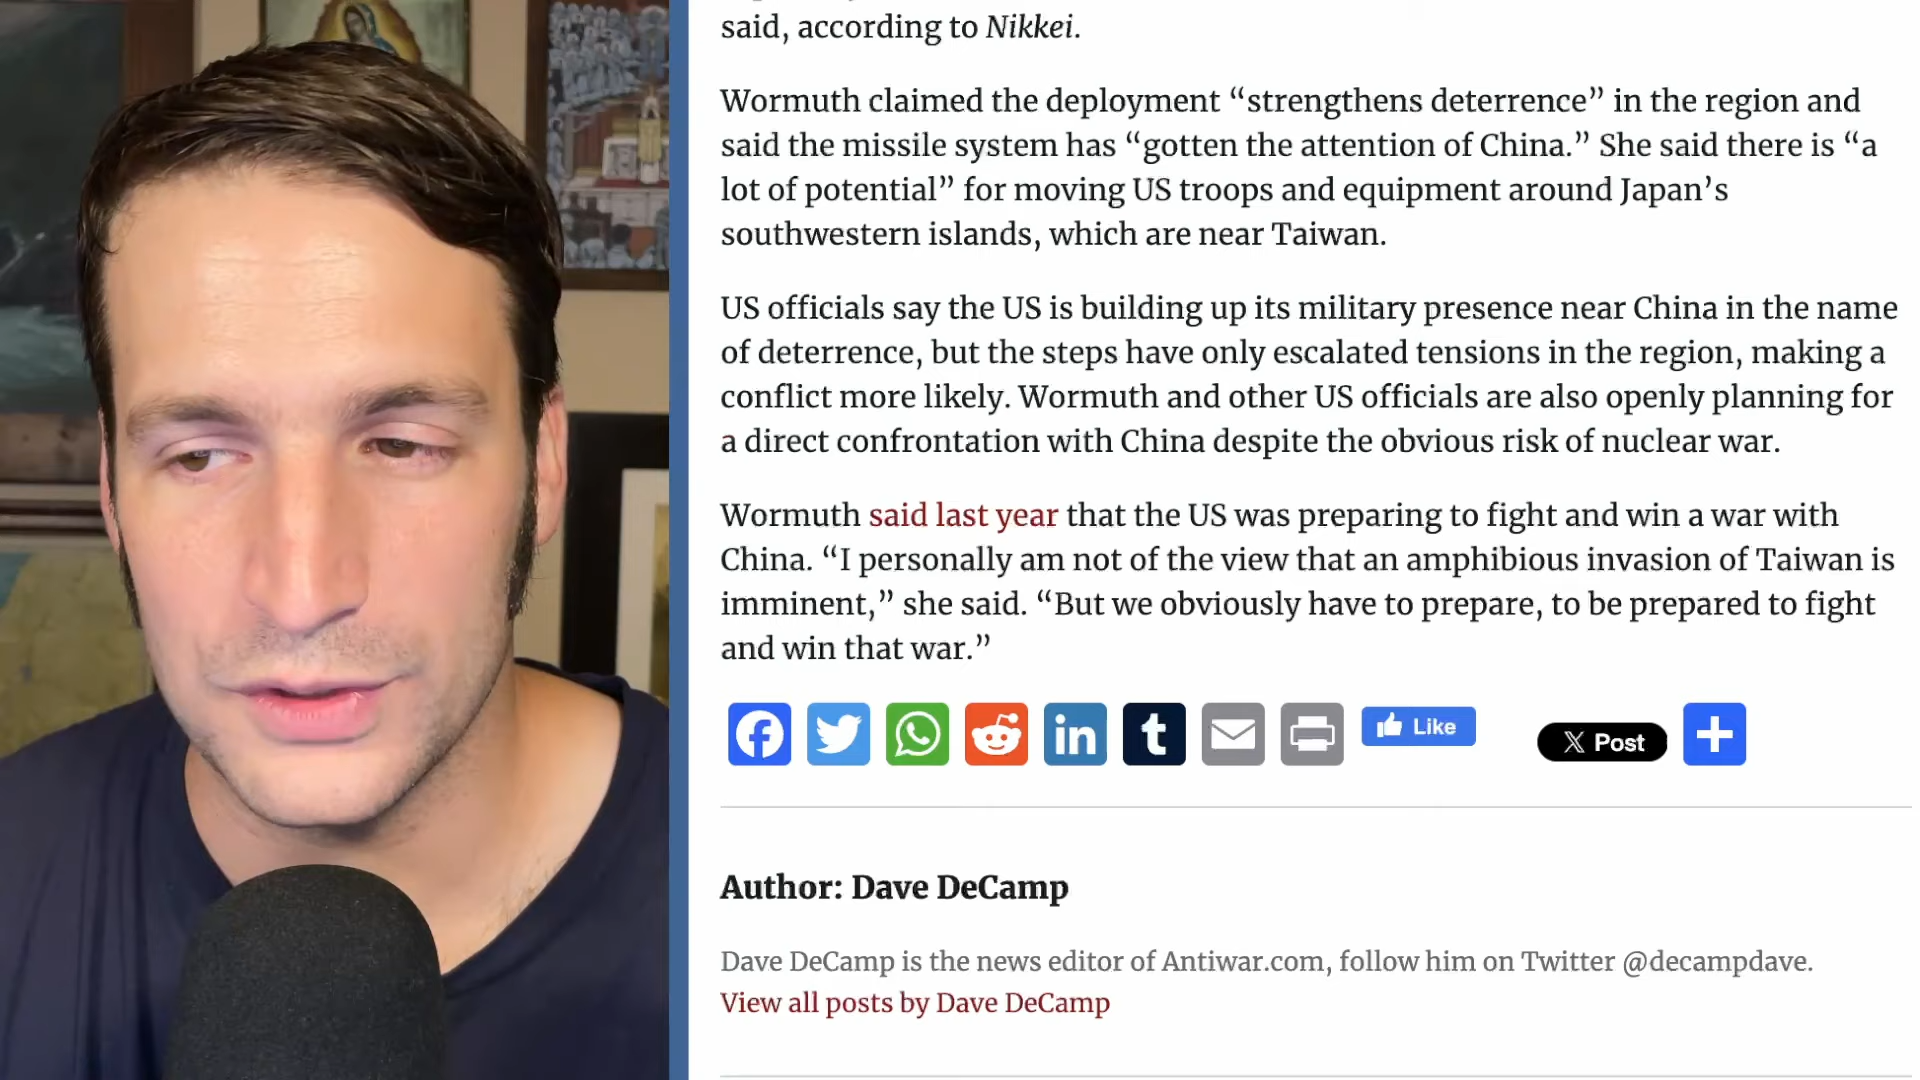 said, according to Nikkei.
Wormuth claimed the deployment “strengthens deterrence” in the region and
said the missile system has “gotten the attention of China.” She said there is “a
lot of potential” for moving US troops and equipment around Japan’s
southwestern islands, which are near Taiwan.
US officials say the US is building up its military presence near China in the name
of deterrence, but the steps have only escalated tensions in the region, making a
conflict more likely. Wormuth and other US officials are also openly planning for
a direct confrontation with China despite the obvious risk of nuclear war.
Wormuth said last year that the US was preparing to fight and win a war with
China. “I personally am not of the view that an amphibious invasion of Taiwan is
imminent,” she said. “But we obviously have to prepare, to be prepared to fight
and win that war.”
in t Like X Post
Author: Dave DeCamp
Dave DeCamp is the news editor of Antiwar.com, follow him on Twitter @decampdave.
View all posts by Dave DeCamp